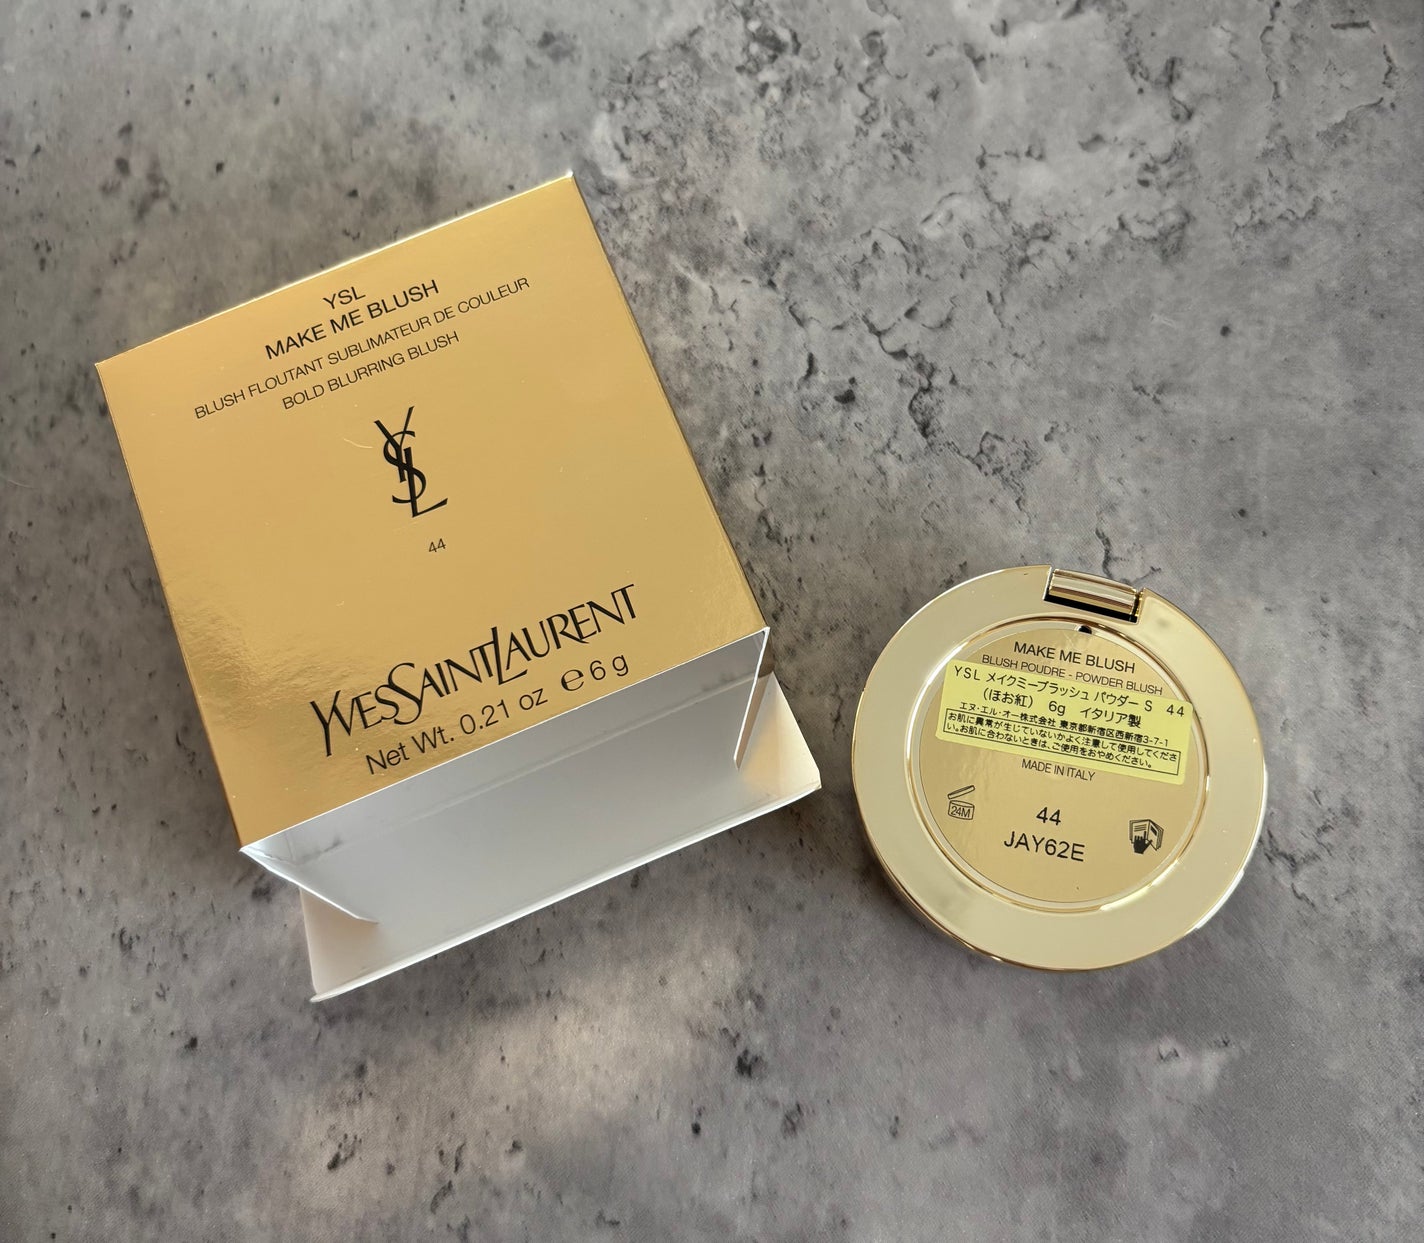 YSL
MAKE ME BLUSH
BLUSH FLOUTANT SUBLIMATEUR DE COULEUR
BOLD BLURRING BLUSH
YSL
44
YVESSAINTLAURENT
Net Wt. 0.21 oz ℮ 6 g
MAKE ME BLUSH
BLUSH POUDRE - POWDER BLUSH
YSL メイクミーブラッシュ パウダー S 44
(ほお紅) 6g イタリア製
エヌ・エル・オー株式会社 東京都新宿区西新宿3-7-1
お肌に異常が生じていないかよく注意して使用してくださ
い。お肌に合わないときは、ご使用をおやめください。
MADE IN ITALY
24M
44
JAY62E